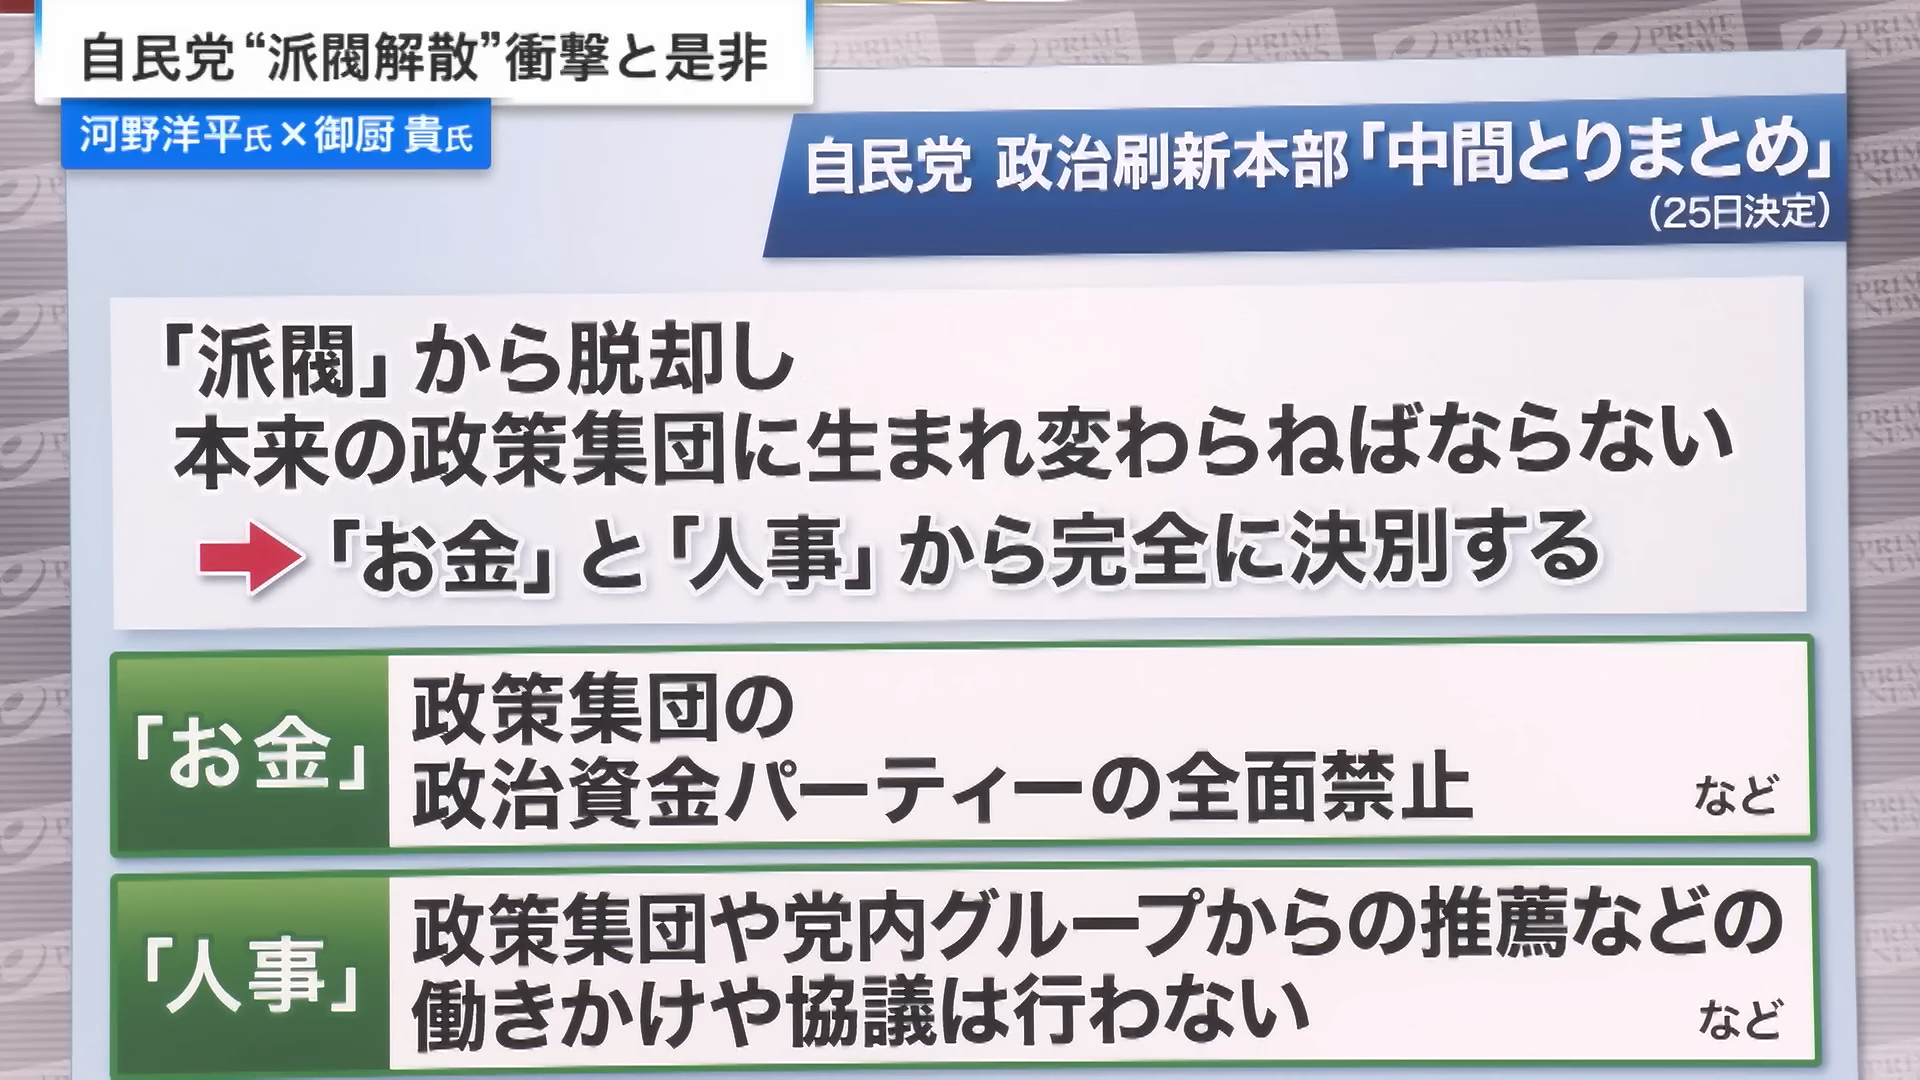 自民党“派閥解散”衝撃と是非
河野洋平氏×御厨 貴氏
自民党 政治刷新本部「中間とりまとめ」
(25日決定)
「派閥」から脱却し
本来の政策集団に生まれ変わらねばならない
➡「お金」と「人事」から完全に決別する
「お金」
政策集団の
政治資金パーティーの全面禁止 など
「人事」
政策集団や党内グループからの推薦などの
働きかけや協議は行わない など
PRIME NEWS